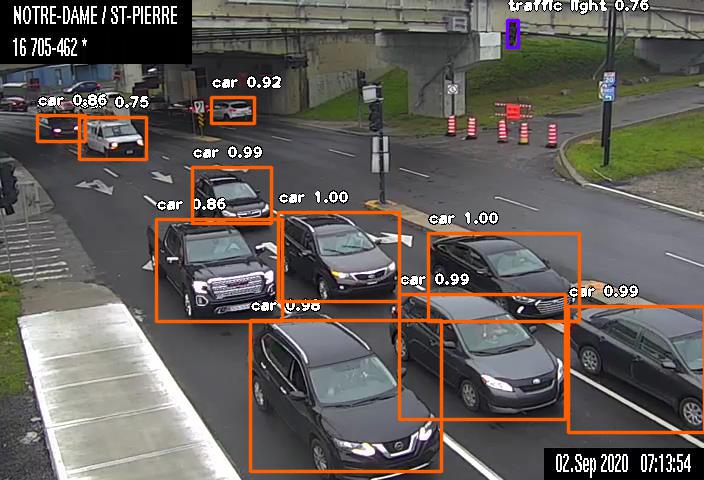 NOTRE-DAME / ST-PIERRE
16 705-462 *
traffic light 0.76
car 0.92
car 0.86
0.75
car 0.99
car 1.00
car 0.86
car 1.00
car 0.99
car 0.99
car 0.98
02.Sep 2020 07:13:54